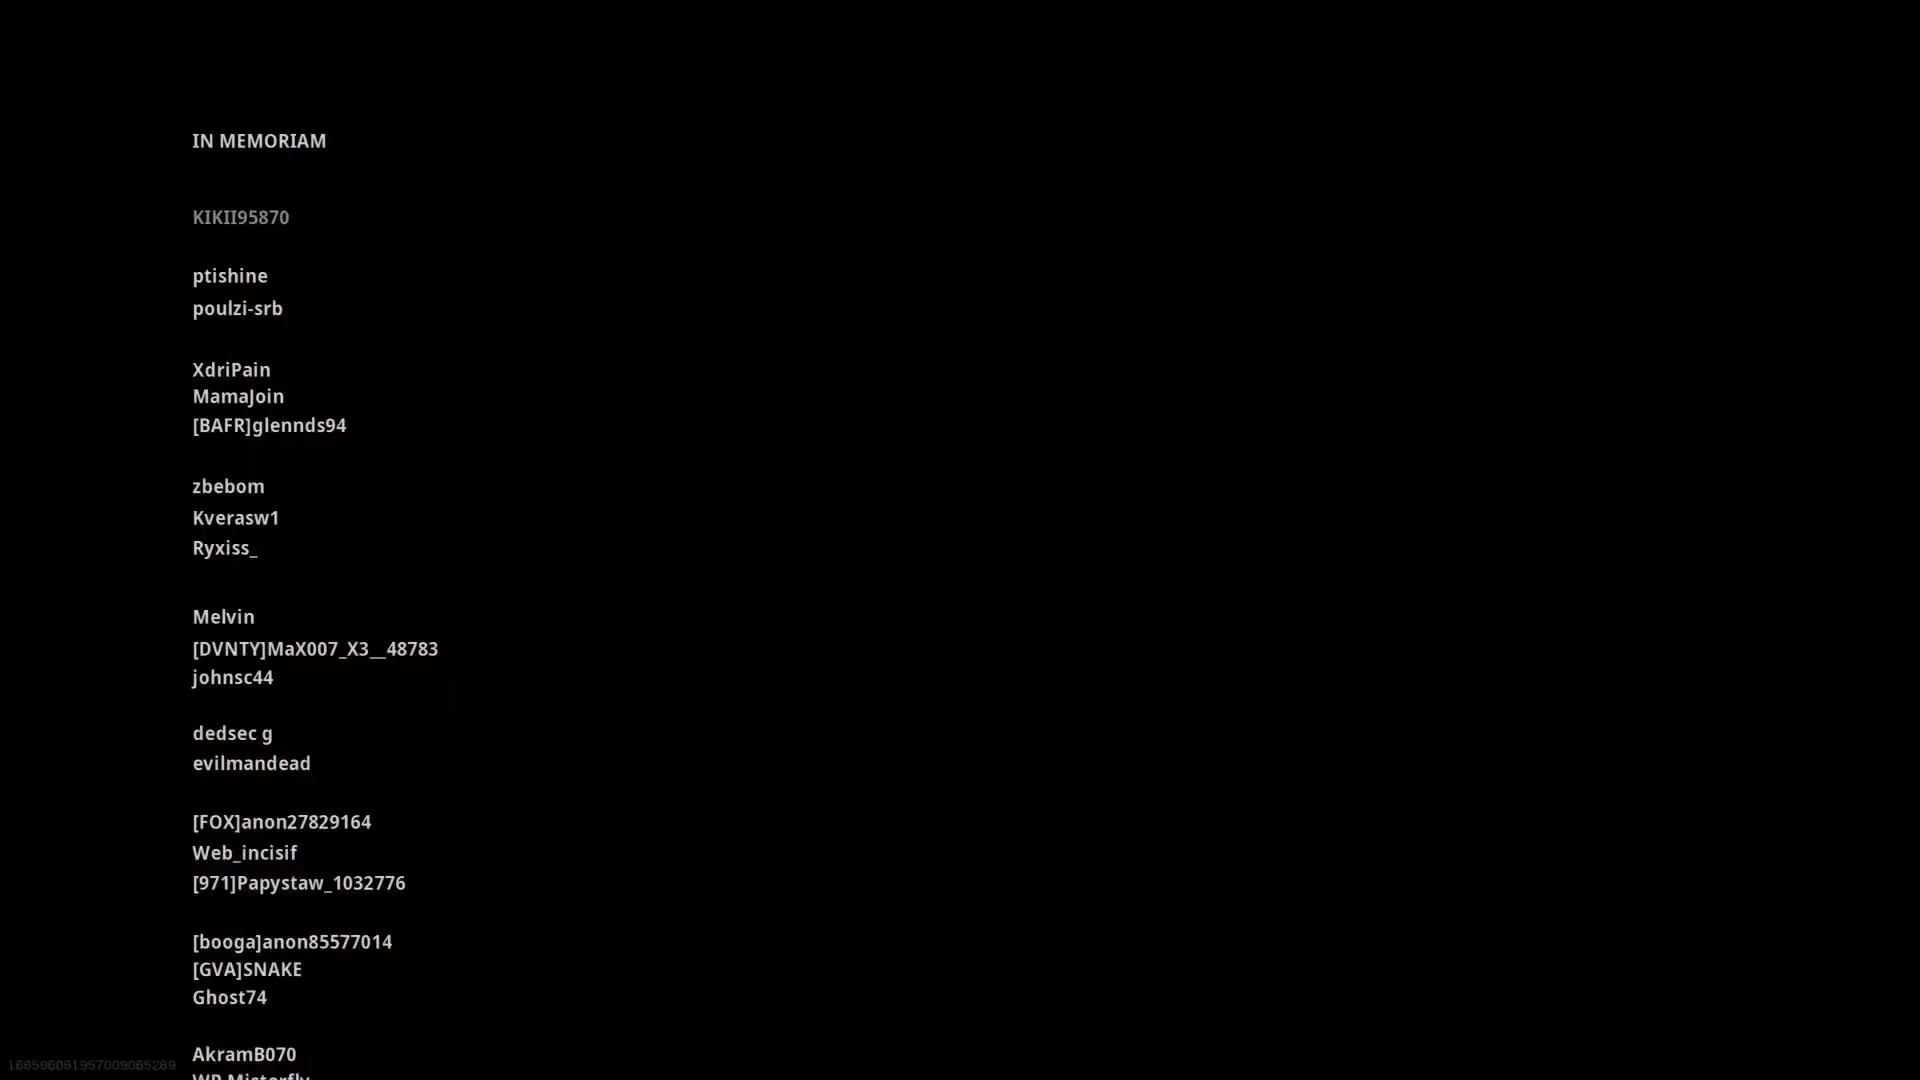 IN MEMORIAM
KIKII95870
ptishine
poulzi-srb
XdriPain
MamaJoin
[BAFR]glennds94
zbebom
Kverasw1
Ryxiss_
Melvin
[DVNTY]MaX007_X3__48783
johnsc44
dedsec g
evilmandead
[FOX]anon27829164
Web_incisif
[971]Papystaw_1032776
[booga]anon85577014
[GVA]SNAKE
Ghost74
AkramB070